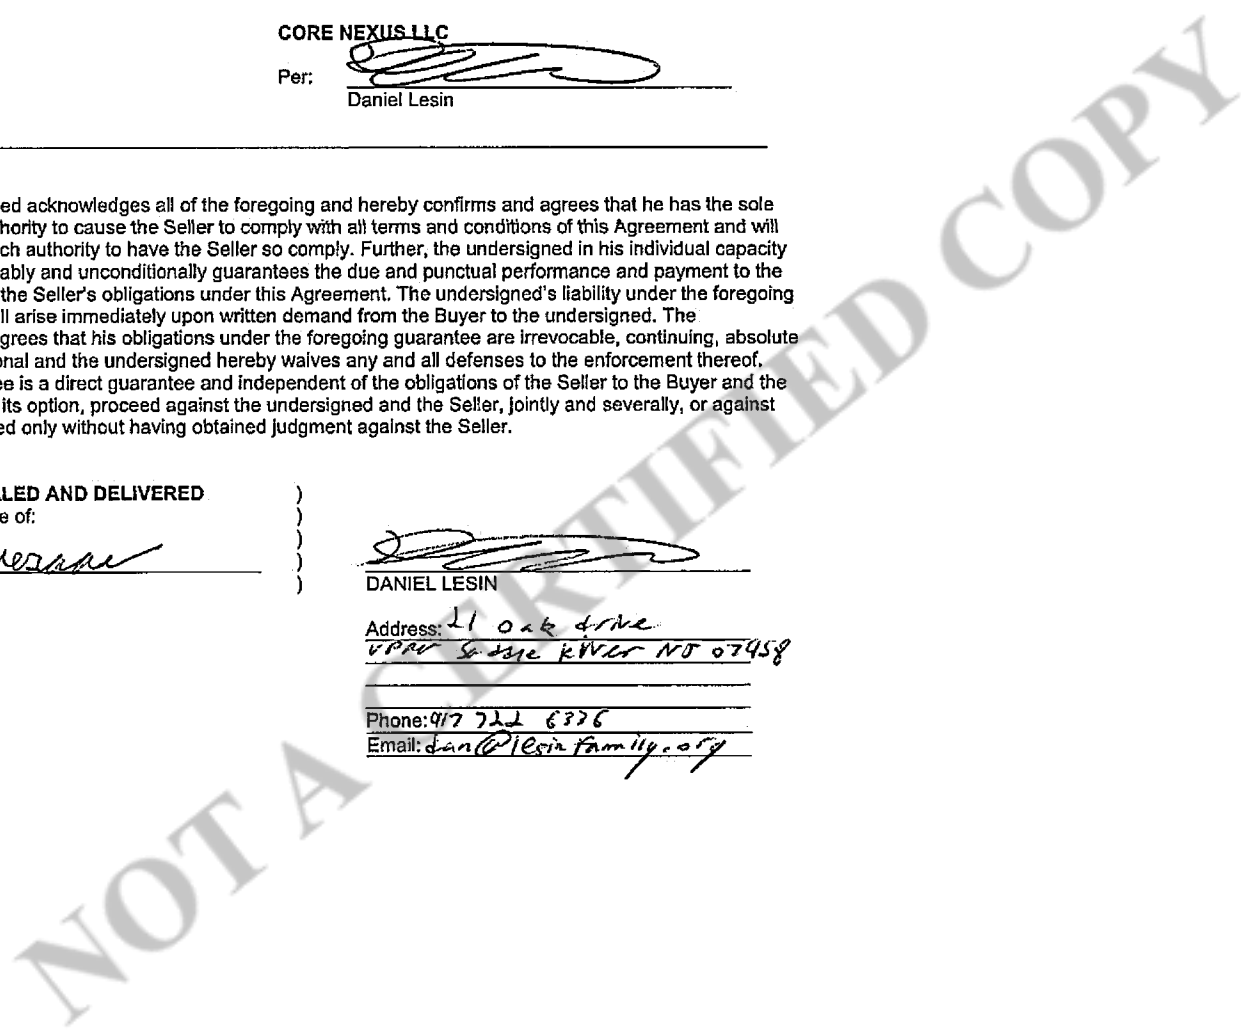 CORE NEXUS LLC
Per:
Daniel Lesin
ed acknowledges all of the foregoing and hereby confirms and agrees that he has the sole
hority to cause the Seller to comply with all terms and conditions of this Agreement and will
ch authority to have the Seller so comply. Further, the undersigned in his individual capacity
ably and unconditionally guarantees the due and punctual performance and payment to the
the Seller's obligations under this Agreement. The undersigned's liability under the foregoing
ll arise immediately upon written demand from the Buyer to the undersigned. The
grees that his obligations under the foregoing guarantee are irrevocable, continuing, absolute
onal and the undersigned hereby waives any and all defenses to the enforcement thereof.
ee is a direct guarantee and independent of the obligations of the Seller to the Buyer and the
its option, proceed against the undersigned and the Seller, jointly and severally, or against
ed only without having obtained judgment against the Seller.
LED AND DELIVERED )
e of: )
)
)
)
DANIEL LESIN
Address: 21 Oak drive
upper Saddle River NJ 07458
Phone: 917 722 6376
Email: dan@lesinfamily.org
NOT A CERTIFIED COPY